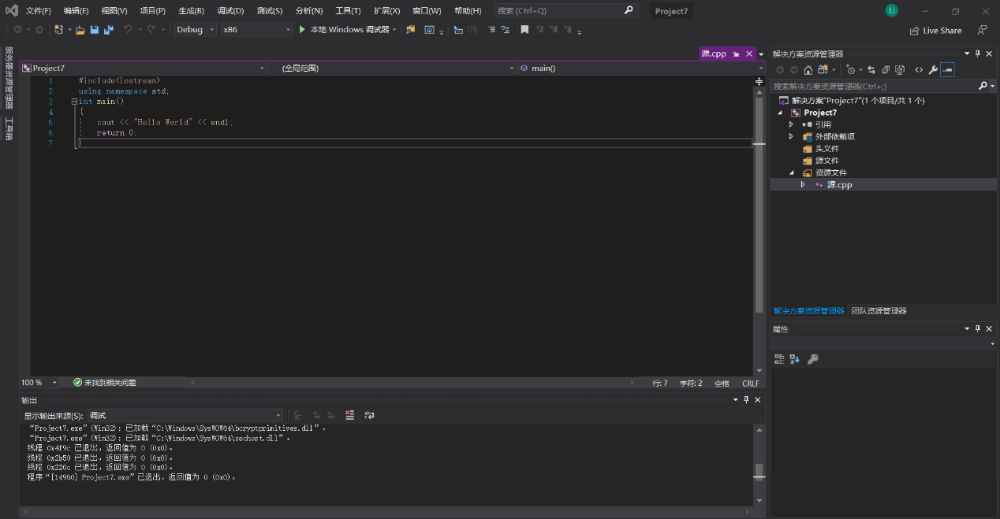 文件(F) 编辑(E) 视图(V) 项目(P) 生成(B) 调试(D) 测试(S) 分析(N) 工具(T) 扩展(X) 窗口(W) 帮助(H) 搜索 (Ctrl+Q) Project7 JJ
Debug x86 本地 Windows 调试器 Live Share
服务器资源管理器
工具箱
源.cpp
Project7 (全局范围) main()
1 #include<iostream>
2 using namespace std;
3 int main()
4 {
5 cout << "Hello World" << endl;
6 return 0;
7 }
100 % 未找到相关问题 行: 7 字符: 2 空格 CRLF
输出
显示输出来源(S): 调试
“Project7.exe”(Win32): 已加载“C:\Windows\SysWOW64\bcryptprimitives.dll”。
“Project7.exe”(Win32): 已加载“C:\Windows\SysWOW64\sechost.dll”。
线程 0x4f9c 已退出，返回值为 0 (0x0)。
线程 0x2b50 已退出，返回值为 0 (0x0)。
线程 0x220c 已退出，返回值为 0 (0x0)。
程序“[14960] Project7.exe”已退出，返回值为 0 (0x0)。
解决方案资源管理器
搜索解决方案资源管理器(Ctrl+;)
解决方案"Project7"(1 个项目/共 1 个)
Project7
引用
外部依赖项
头文件
源文件
资源文件
源.cpp
解决方案资源管理器 团队资源管理器
属性